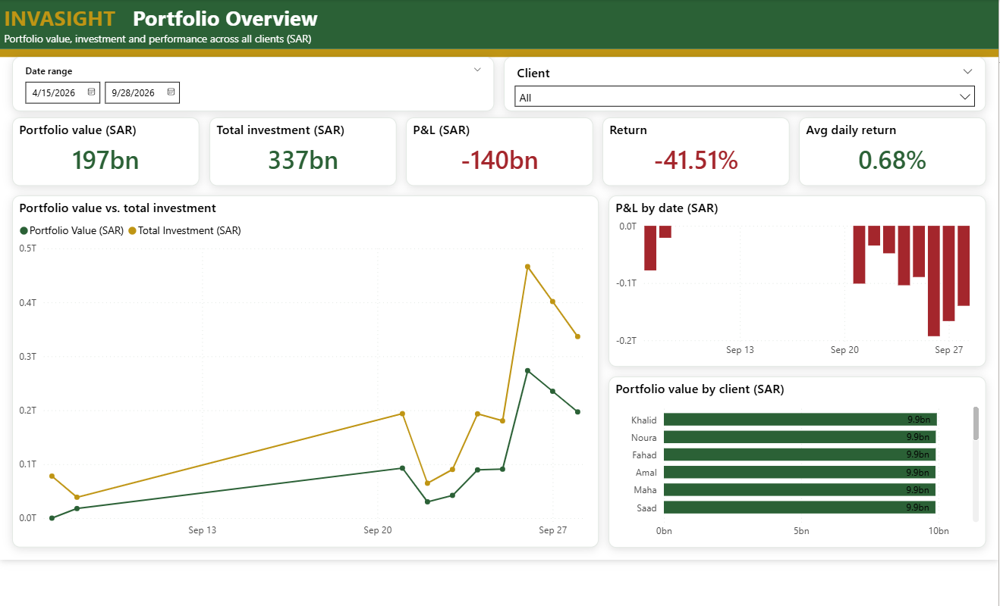 INVASIGHT Portfolio Overview
Portfolio value, investment and performance across all clients (SAR)
Date range
4/15/2026 9/28/2026
Client
All
Portfolio value (SAR)
197bn
Total investment (SAR)
337bn
P&L (SAR)
-140bn
Return
-41.51%
Avg daily return
0.68%
Portfolio value vs. total investment
Portfolio Value (SAR) Total Investment (SAR)
0.5T
0.4T
0.3T
0.2T
0.1T
0.0T
Sep 13 Sep 20 Sep 27
P&L by date (SAR)
0.0T
-0.1T
-0.2T
Sep 13 Sep 20 Sep 27
Portfolio value by client (SAR)
Khalid 9.9bn
Noura 9.9bn
Fahad 9.9bn
Amal 9.9bn
Maha 9.9bn
Saad 9.9bn
0bn 5bn 10bn